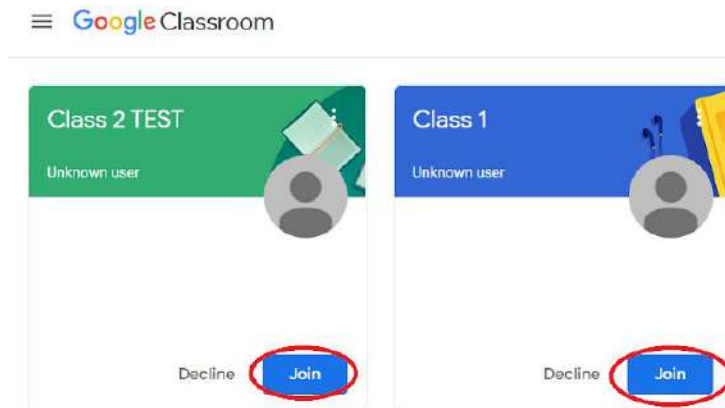 Google Classroom
Class 2 TEST
Unknown user
Decline
Join
Class 1
Unknown user
Decline
Join